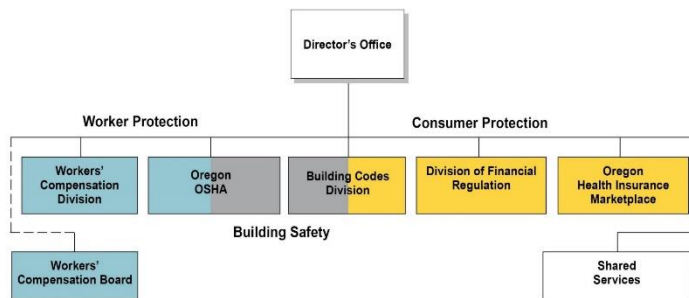 Director's Office
Worker Protection
Consumer Protection
Workers'
Compensation
Division
Oregon
OSHA
Building Codes
Division
Division of Financial
Regulation
Oregon
Health Insurance
Marketplace
Building Safety
Workers'
Compensation Board
Shared
Services